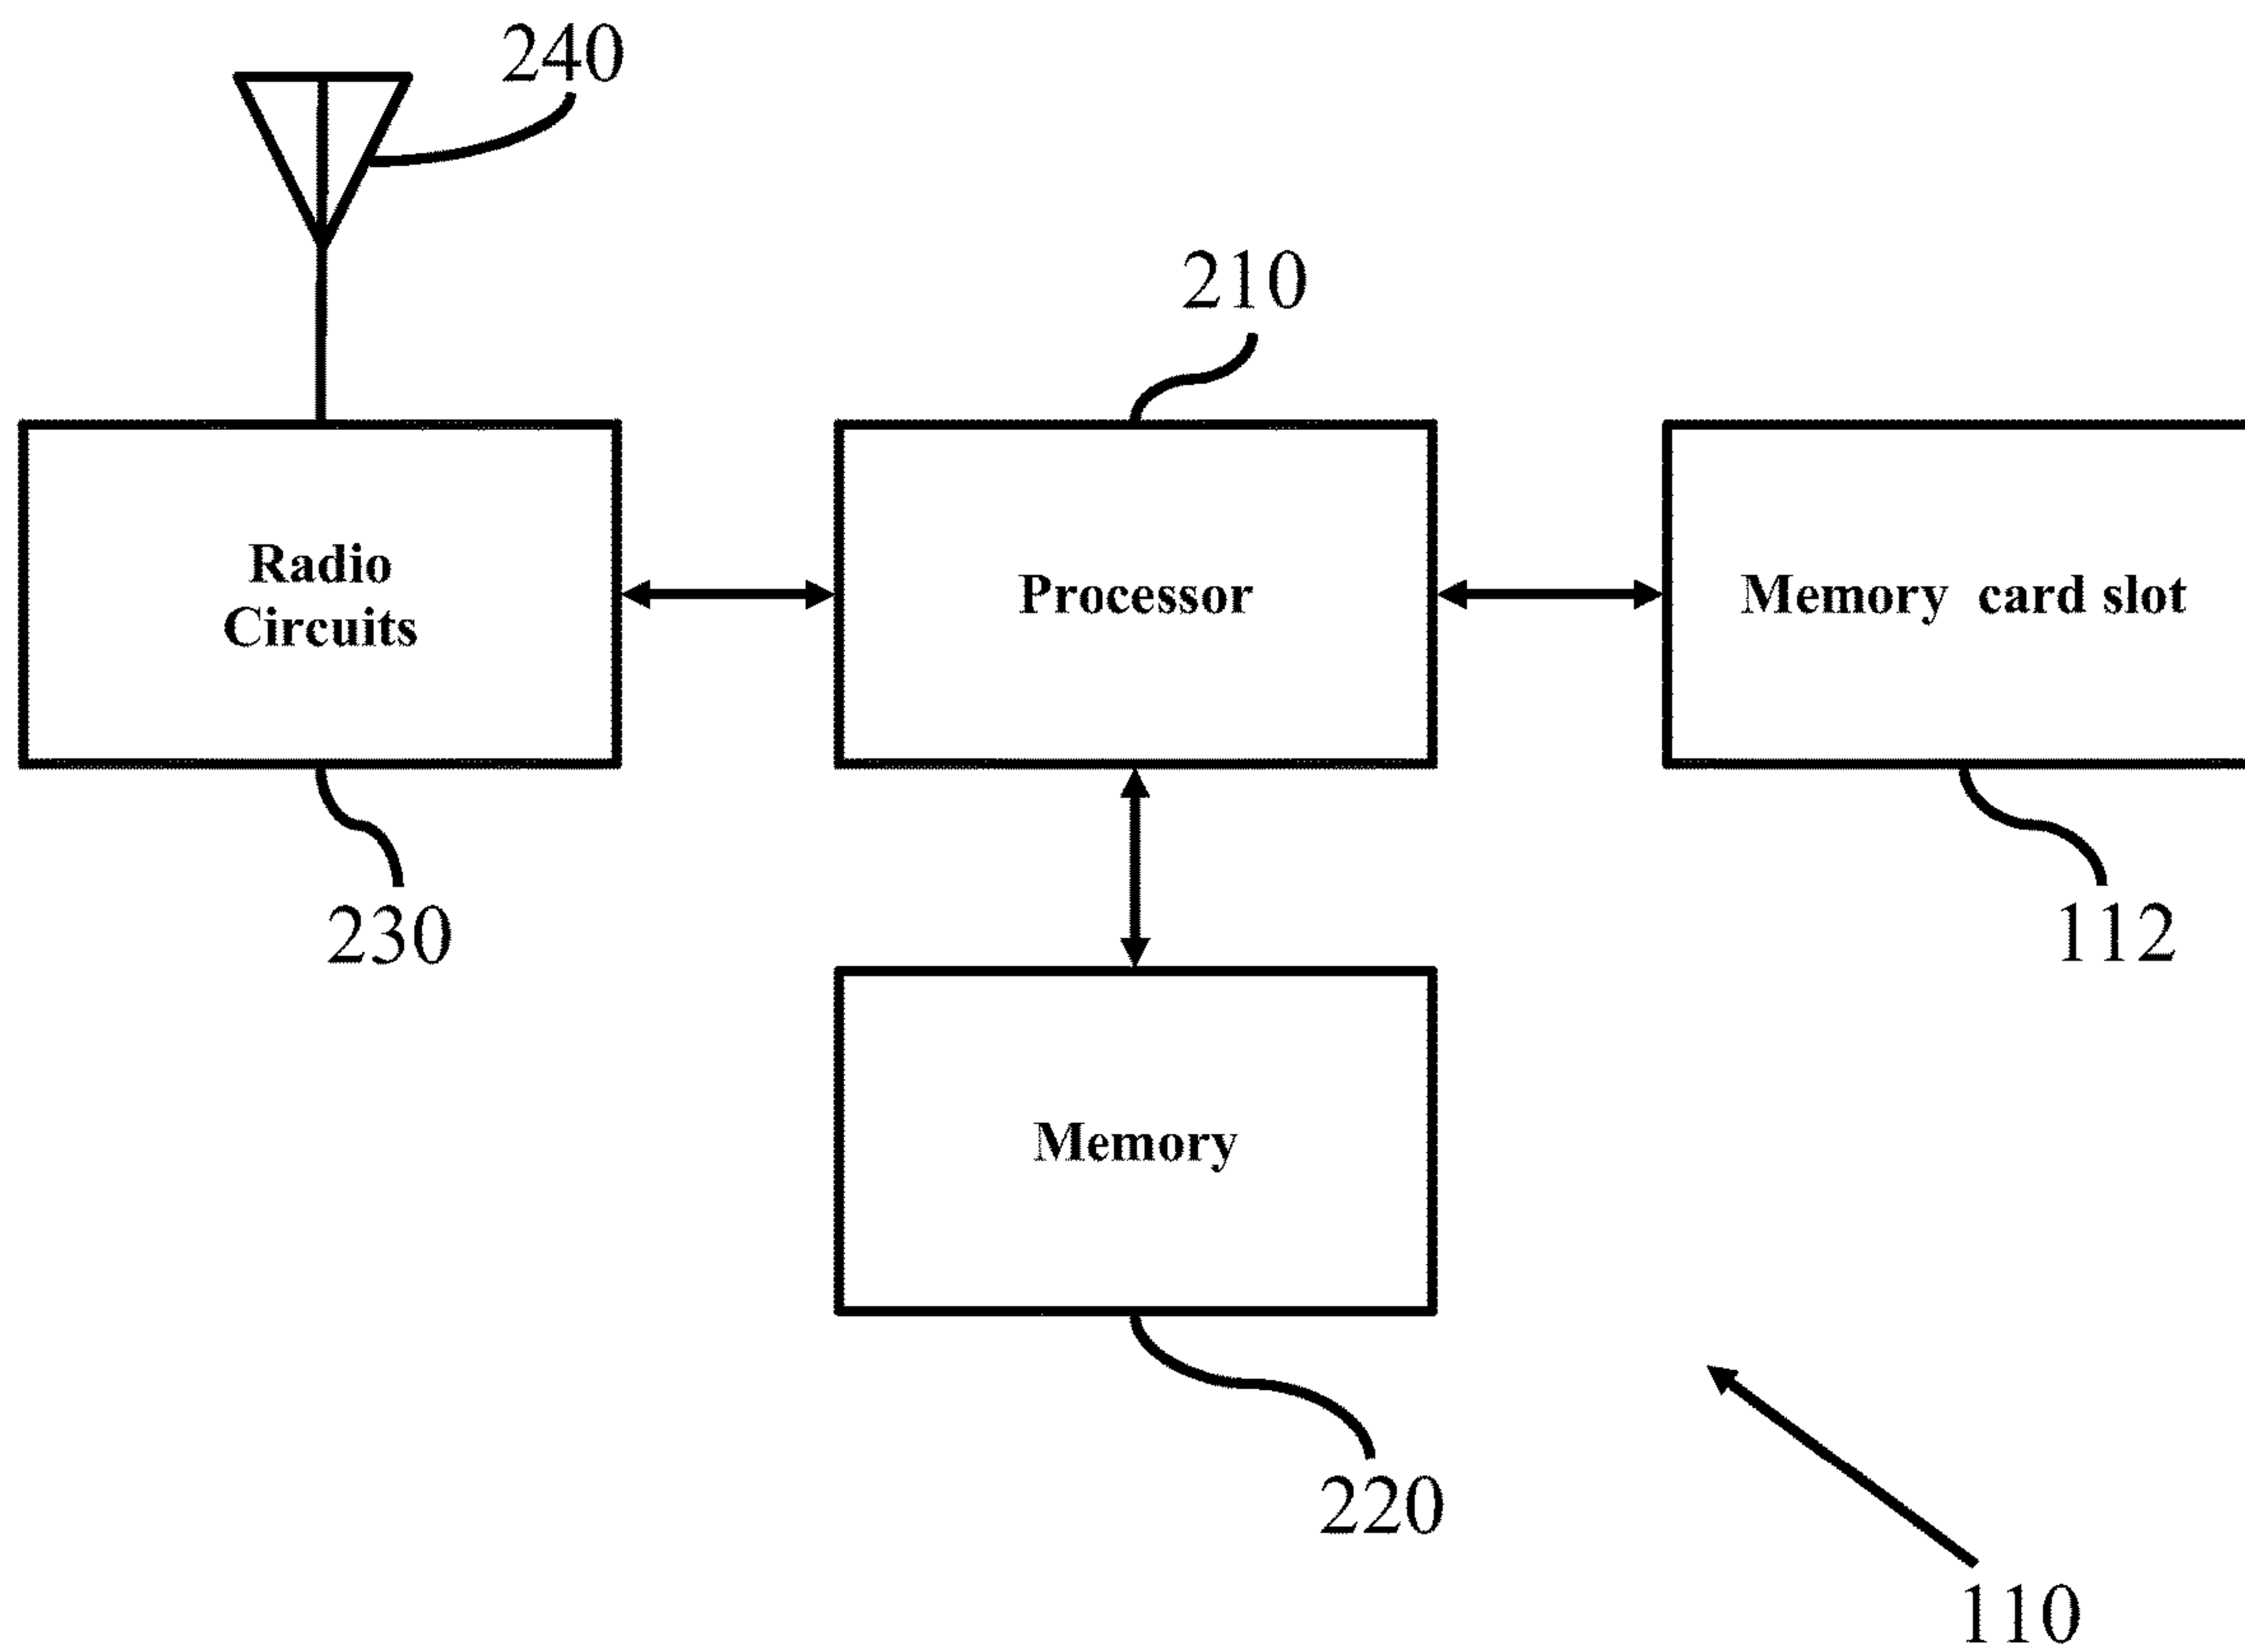 240
210
Radio
Circuits
Processor
Memory card slot
230
112
Memory
220
110